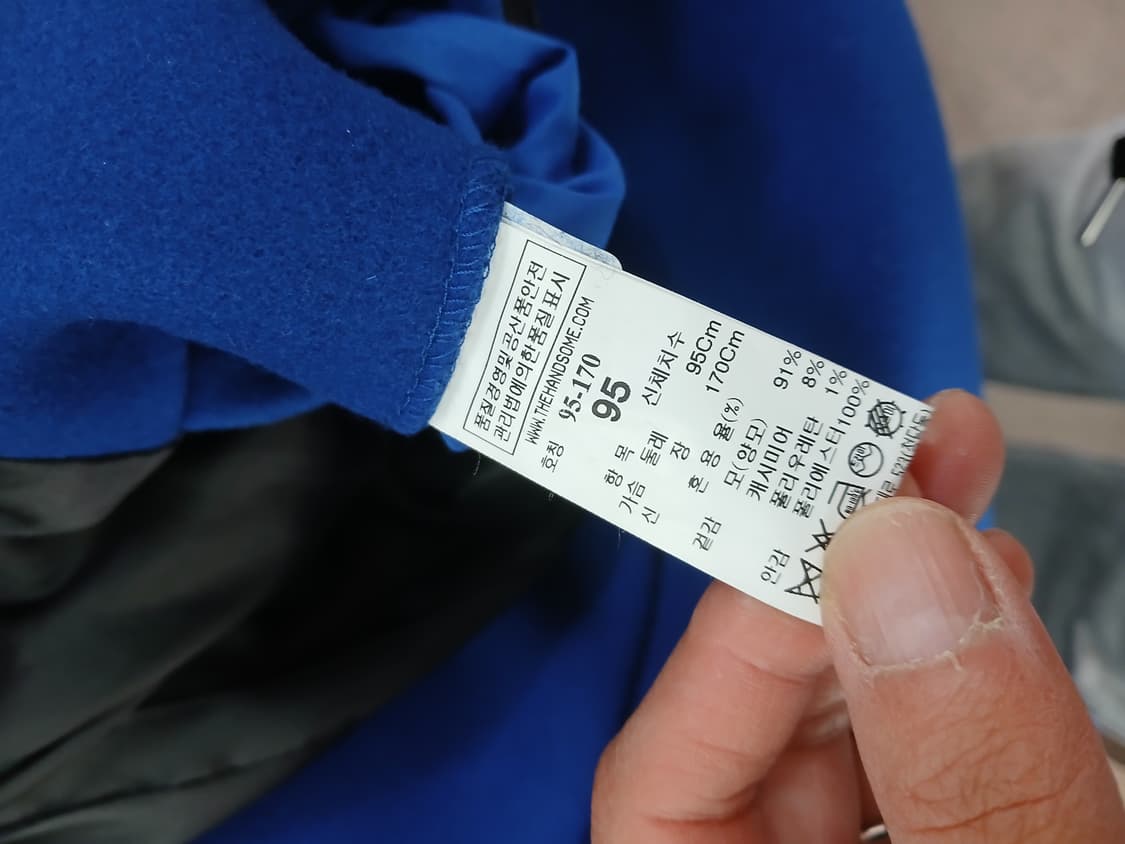 품질경영및공산품안전
관리법에의한품질표시
WWW.THEHANDSOME.COM
호칭 95-170
95
항 목 신체치수
가슴둘레 95Cm
신 장 170Cm
혼 용 율(%)
겉감 모(양모) 91%
캐시미어 8%
폴리우레탄 1%
안감 폴리에스터100%